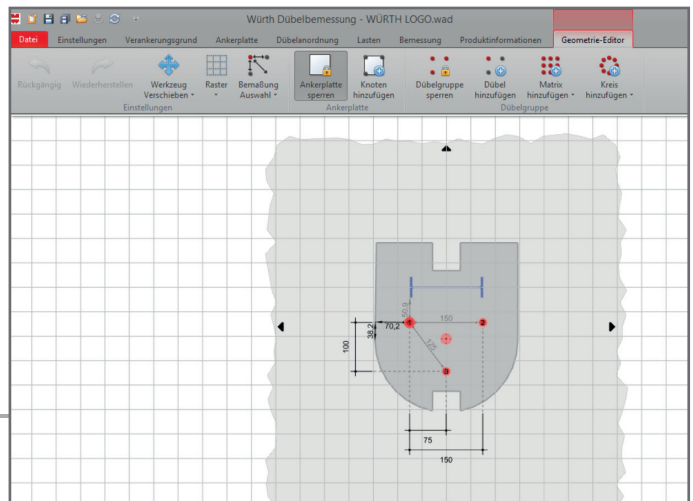 Würth Dübelbemessung - WÜRTH LOGO.wad
Datei Einstellungen Verankerungsgrund Ankerplatte Dübelanordnung Lasten Bemessung Produktinformationen Geometrie-Editor
Rückgängig Wiederherstellen Werkzeug Verschieben Raster Bemaßung Auswahl Ankerplatte sperren Knoten hinzufügen Dübelgruppe sperren Dübel hinzufügen Matrix hinzufügen Kreis hinzufügen
Einstellungen Ankerplatte Dübelgruppe
50,9
1 150 2
38,2 70,2
100 125
3
75
150